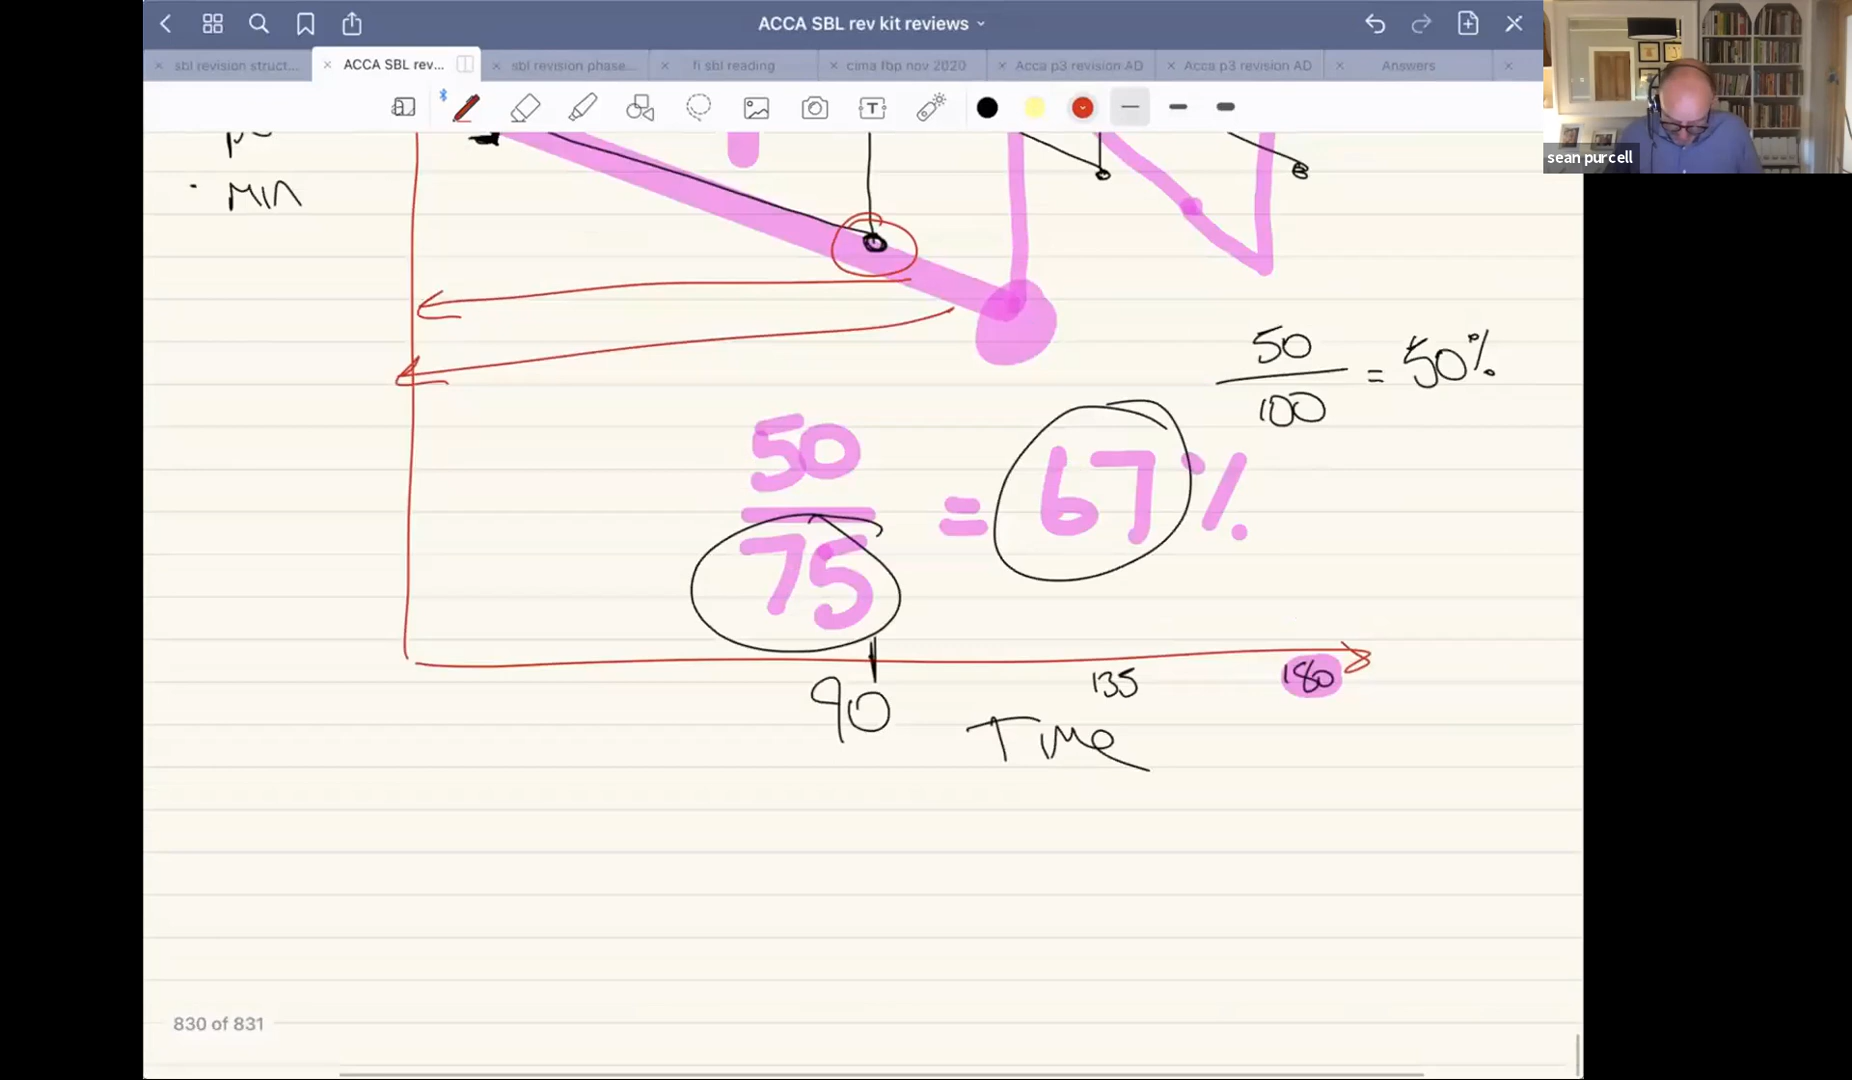 ACCA SBL rev kit reviews
sbl revision struct...
ACCA SBL rev...
sbl revision phase...
fi sbl reading
cima fbp nov 2020
Acca p3 revision AD
Acca p3 revision AD
Answers
sean purcell
T
· MIN
50
100
= 50%
50
75
= 67%
90
135
180
Time
830 of 831